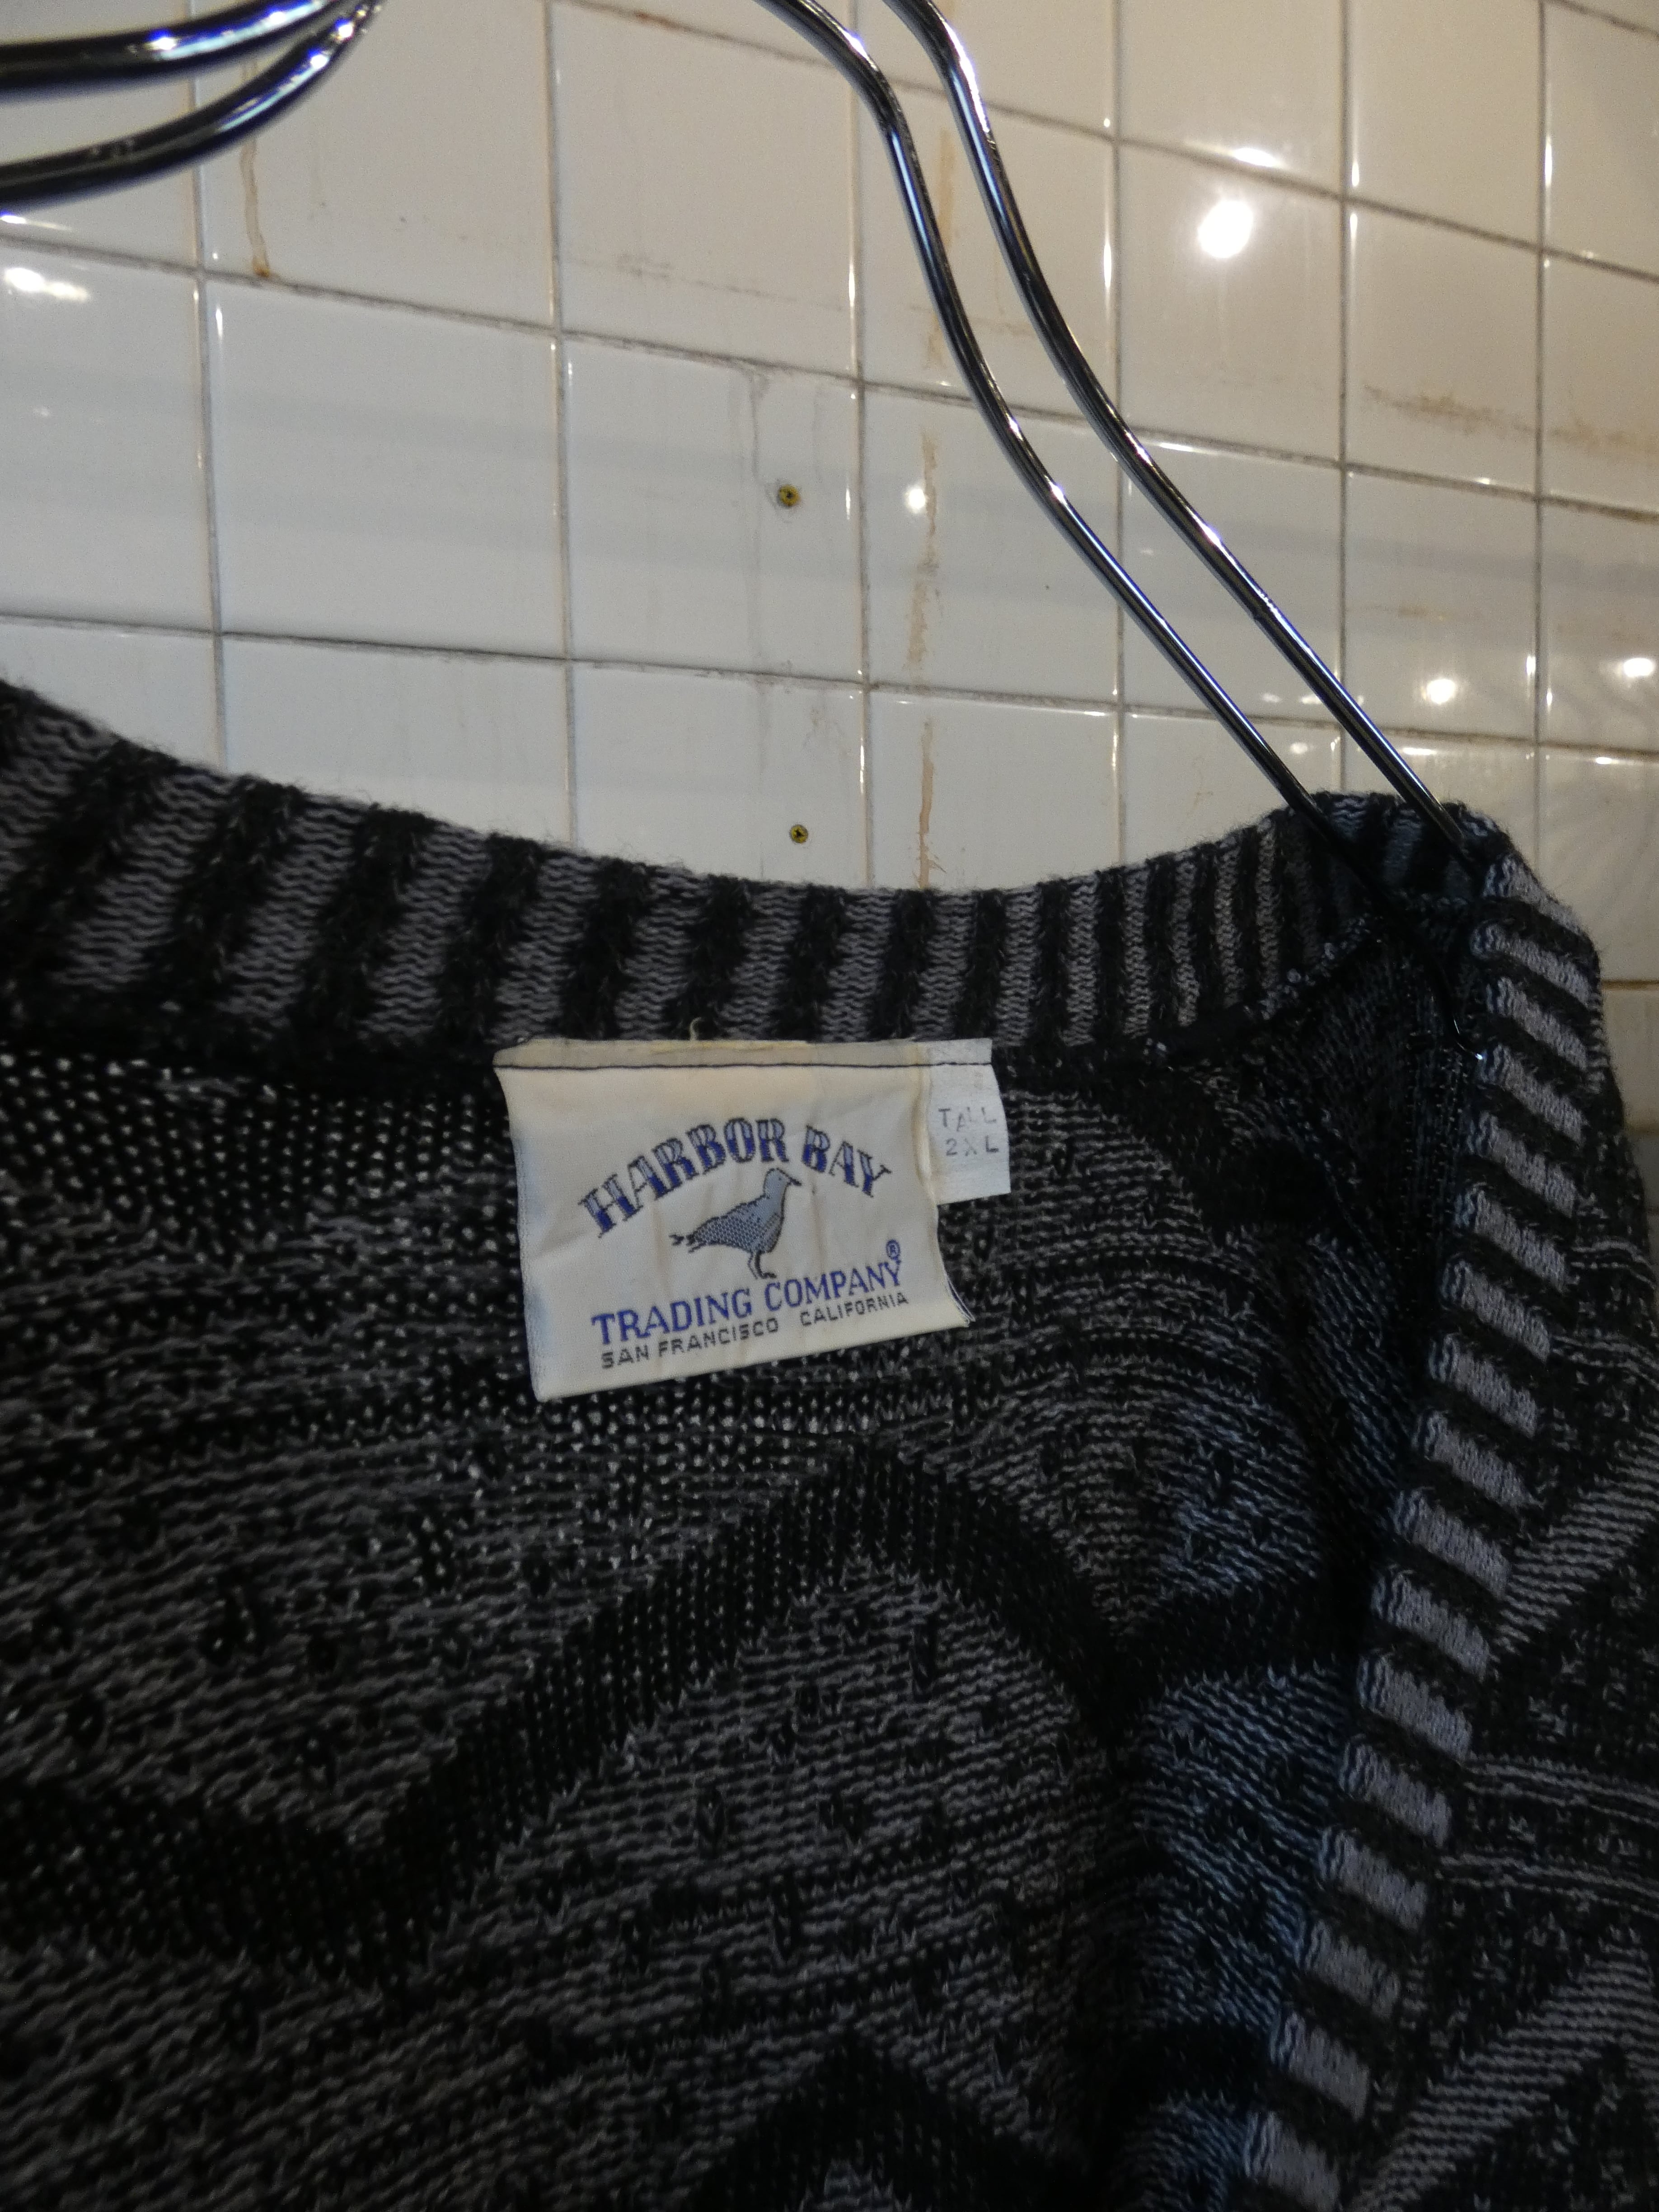 HARBOR BAY
TRADING COMPANY®
SAN FRANCISCO CALIFORNIA
TALL
2XL